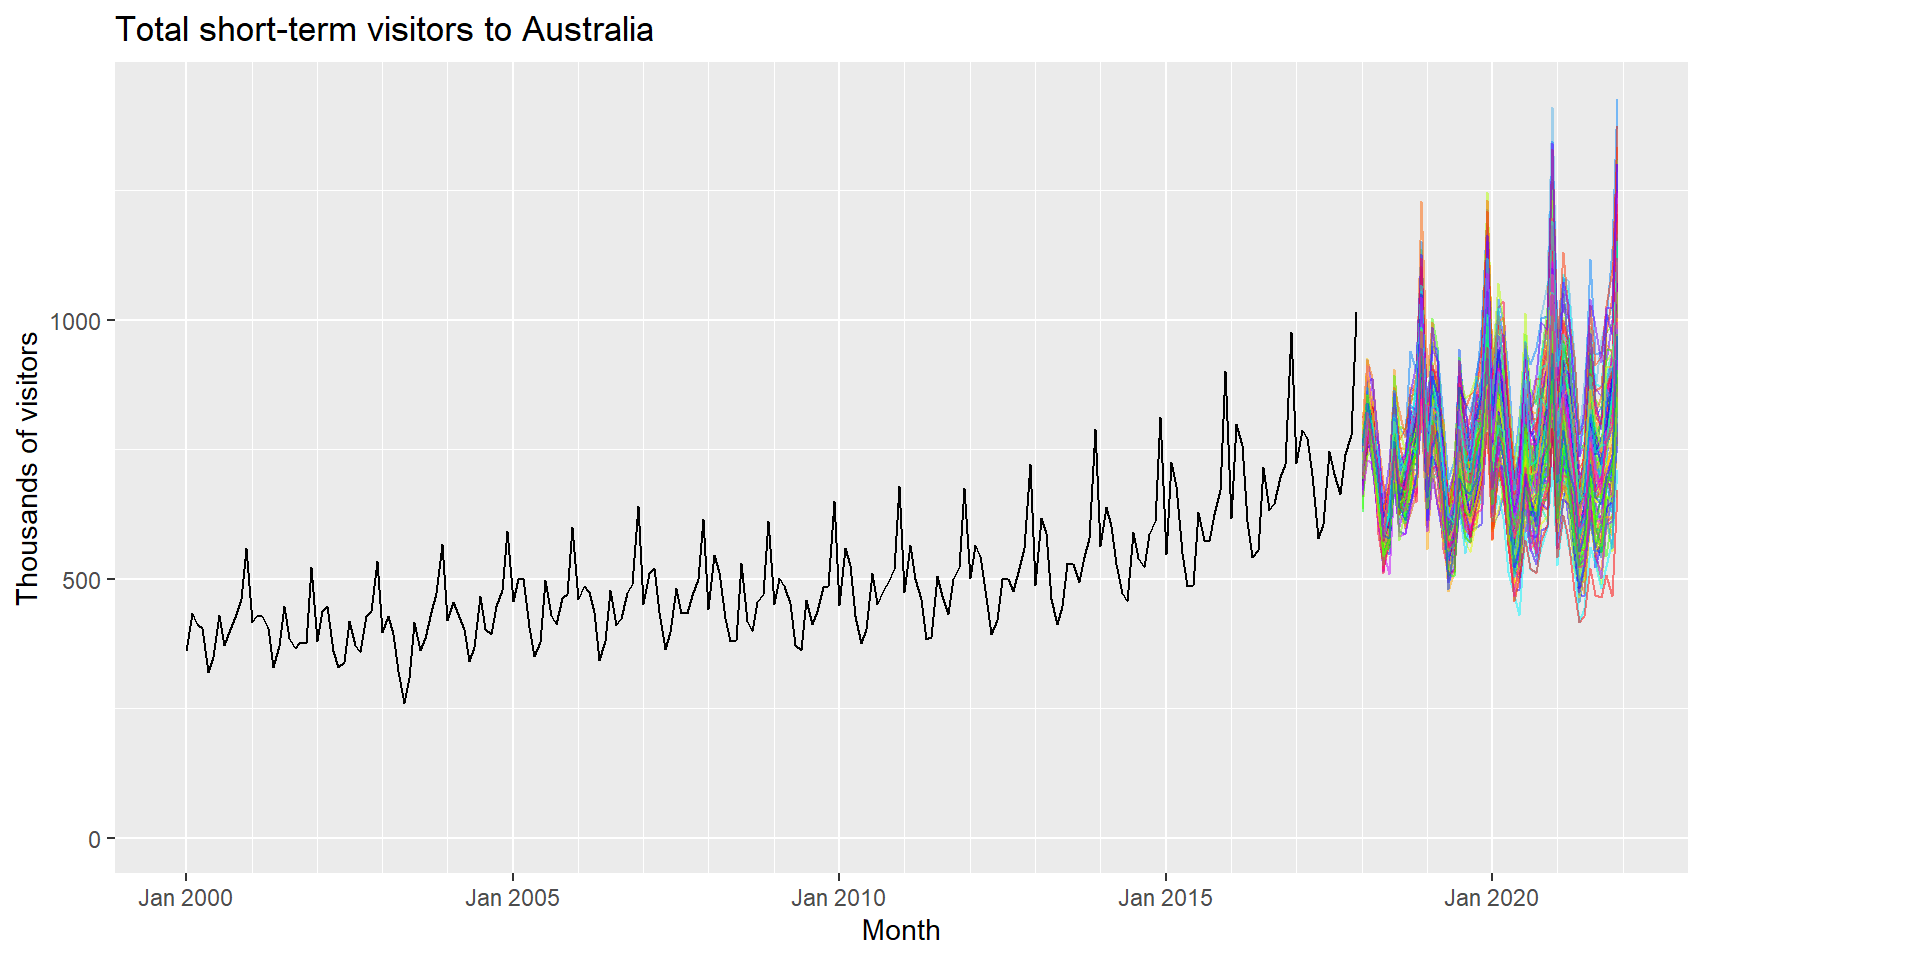 Total short-term visitors to Australia
Thousands of visitors
1000
500
0
Jan 2000 Jan 2005 Jan 2010 Jan 2015 Jan 2020
Month